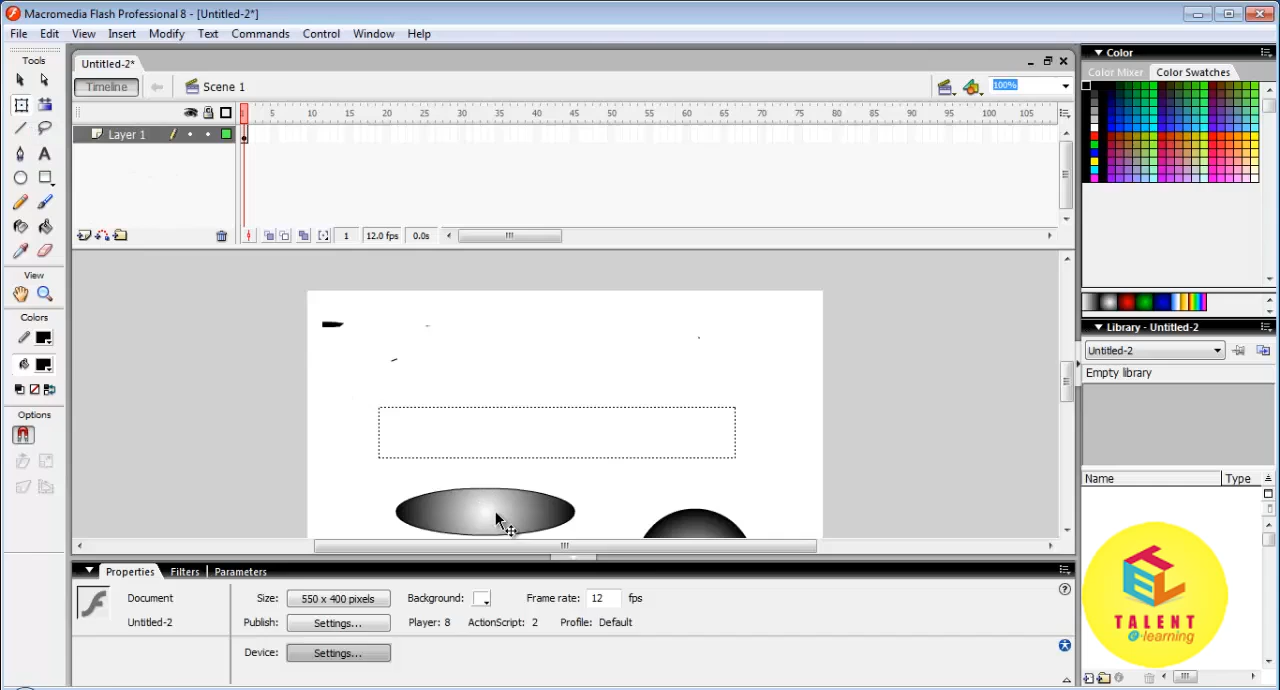 Macromedia Flash Professional 8 - [Untitled-2*]
File Edit View Insert Modify Text Commands Control Window Help
Tools
Untitled-2*
Timeline
Scene 1
100%
1 5 10 15 20 25 30 35 40 45 50 55 60 65 70 75 80 85 90 95 100 105
Layer 1
1 12.0 fps 0.0s
View
Colors
Options
Color
Color Mixer Color Swatches
Library - Untitled-2
Untitled-2
Empty library
Name Type
TEL
TALENT
e-learning
Properties Filters Parameters
Document
Untitled-2
Size: 550 x 400 pixels Background: Frame rate: 12 fps
Publish: Settings... Player: 8 ActionScript: 2 Profile: Default
Device: Settings...